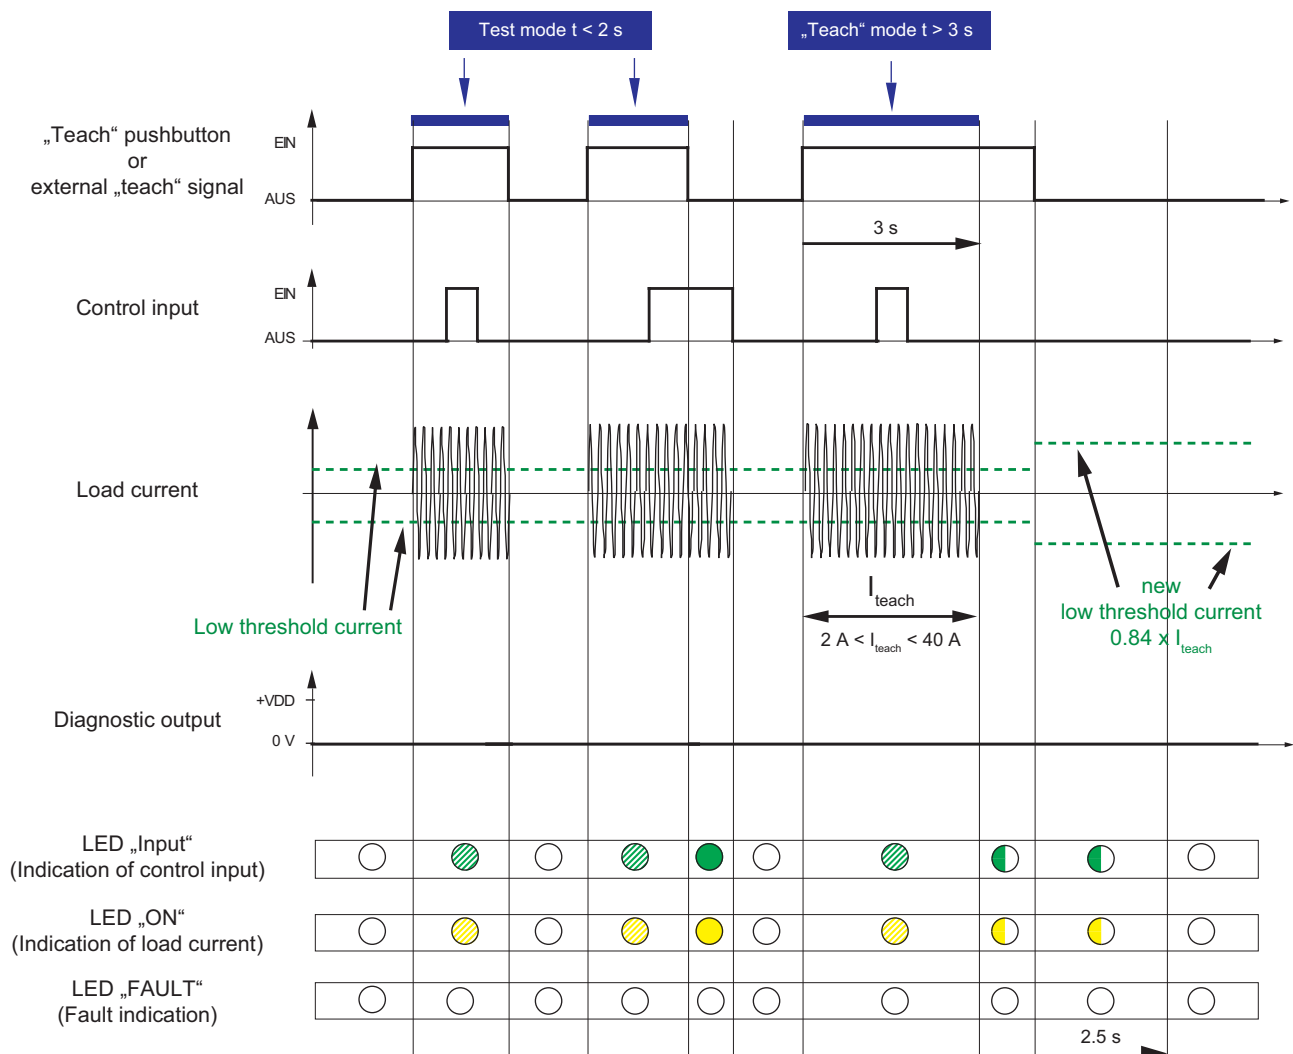 Test mode t < 2 s
„Teach“ mode t > 3 s
„Teach“ pushbutton
or
external „teach“ signal
EIN
AUS
3 s
Control input
EIN
AUS
Load current
Low threshold current
I teach
2 A < I teach < 40 A
new
low threshold current
0.84 x I teach
Diagnostic output
+VDD
0 V
LED „Input“
(Indication of control input)
LED „ON“
(Indication of load current)
LED „FAULT“
(Fault indication)
2.5 s